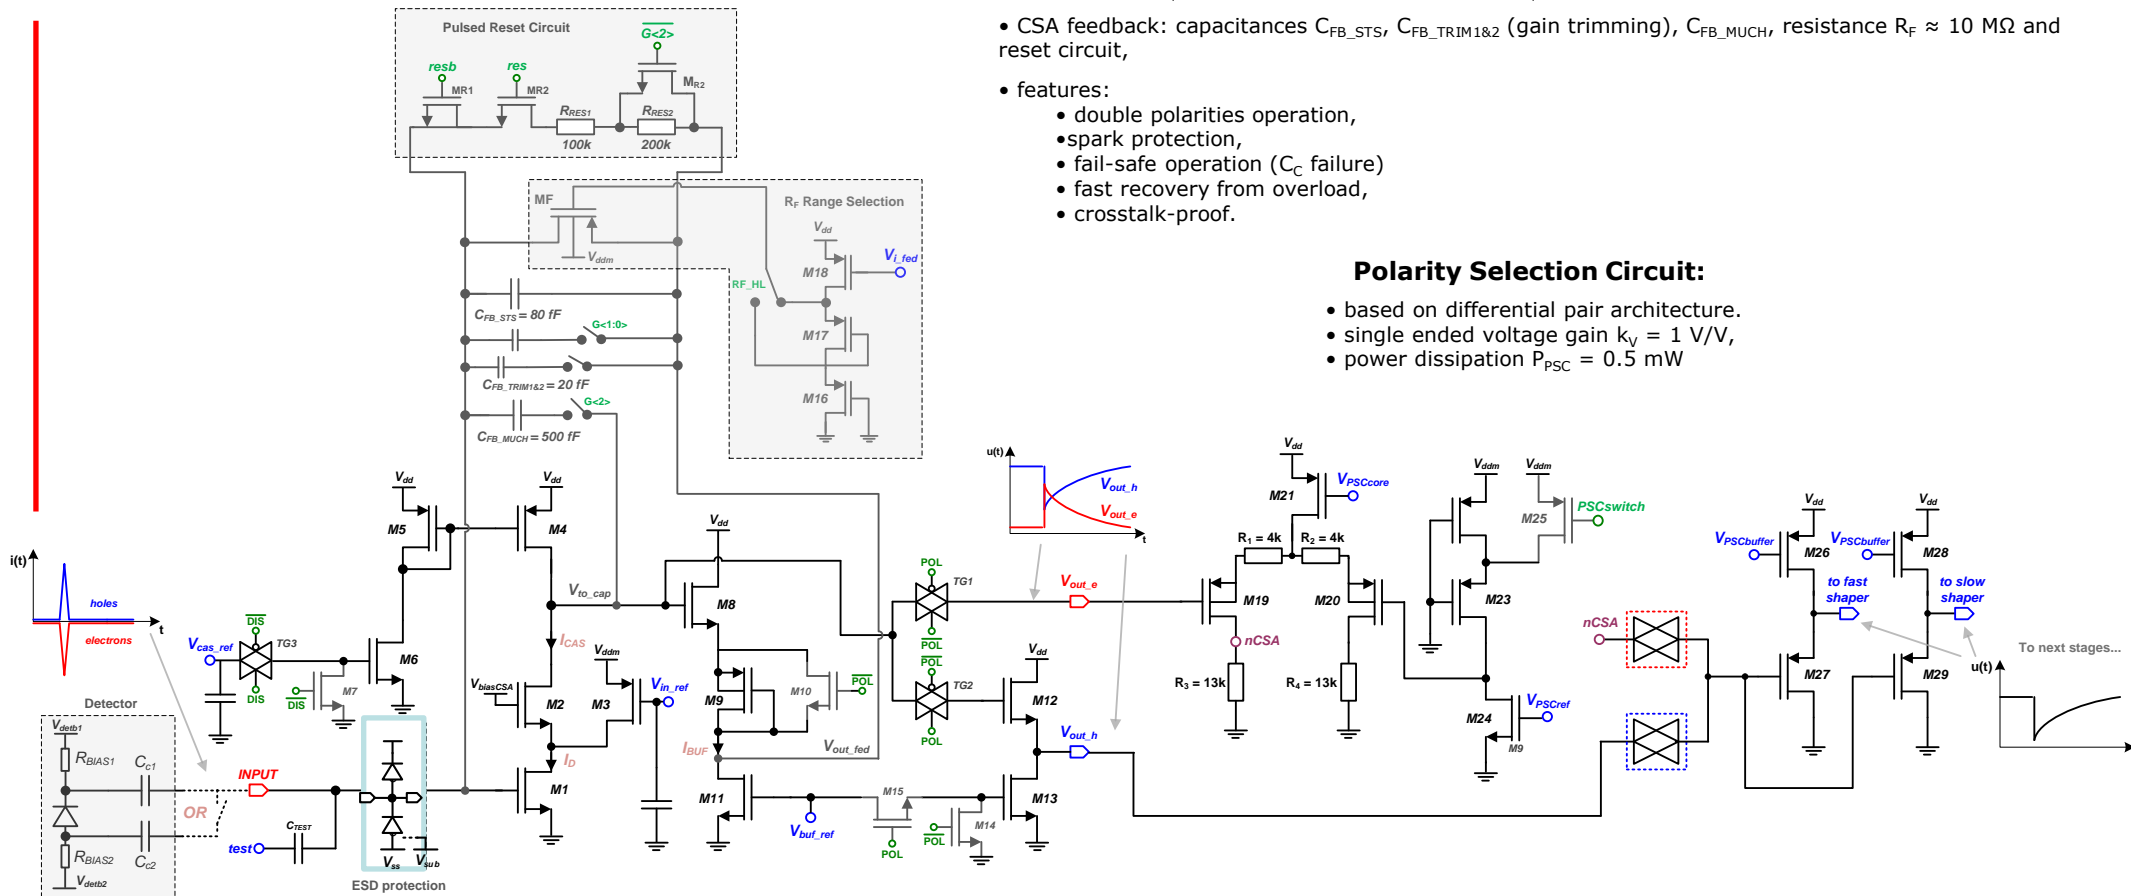 • CSA feedback: capacitances CFB_STS, CFB_TRIM1&2 (gain trimming), CFB_MUCH, resistance RF ≈ 10 MΩ and
reset circuit,
• features:
• double polarities operation,
•spark protection,
• fail-safe operation (CC failure)
• fast recovery from overload,
• crosstalk-proof.
Polarity Selection Circuit:
• based on differential pair architecture.
• single ended voltage gain kV = 1 V/V,
• power dissipation PPSC = 0.5 mW
Pulsed Reset Circuit
G<2>
resb
res
MR1
MR2
MR2
RRES1
RRES2
100k
200k
MF
RF Range Selection
Vdd
Vi_fed
Vddm
M18
RF_HL
CFB_STS = 80 fF
G<1:0>
M17
CFB_TRIM1&2 = 20 fF
M16
G<2>
CFB_MUCH = 500 fF
Vdd
Vdd
M5
M4
Vdd
i(t)
holes
electrons
t
DIS
Vcas_ref
TG3
DIS
M6
M7
DIS
Vto_cap
M8
ICAS
VbiasCSA
M2
Vddm
M3
Vin_ref
ID
M1
M9
M10
POL
IBUF
Vout_fed
M11
Vbuf_ref
M15
POL
M14
POL
M13
Detector
Vdetb1
RBIAS1
Cc1
INPUT
OR
Cc2
RBIAS2
Vdetb2
CTEST
test
Vss
Vsub
ESD protection
u(t)
Vout_h
Vout_e
t
POL
TG1
POL
POL
TG2
POL
Vout_e
Vdd
M12
Vout_h
Vdd
M21
VPSCcore
R1 = 4k
R2 = 4k
M19
M20
nCSA
R3 = 13k
R4 = 13k
Vddm
Vddm
M25
PSCswitch
M23
M24
VPSCref
M9
nCSA
Vdd
Vdd
VPSCbuffer
M26
VPSCbuffer
M28
to fast
shaper
to slow
shaper
M27
M29
To next stages...
u(t)
t